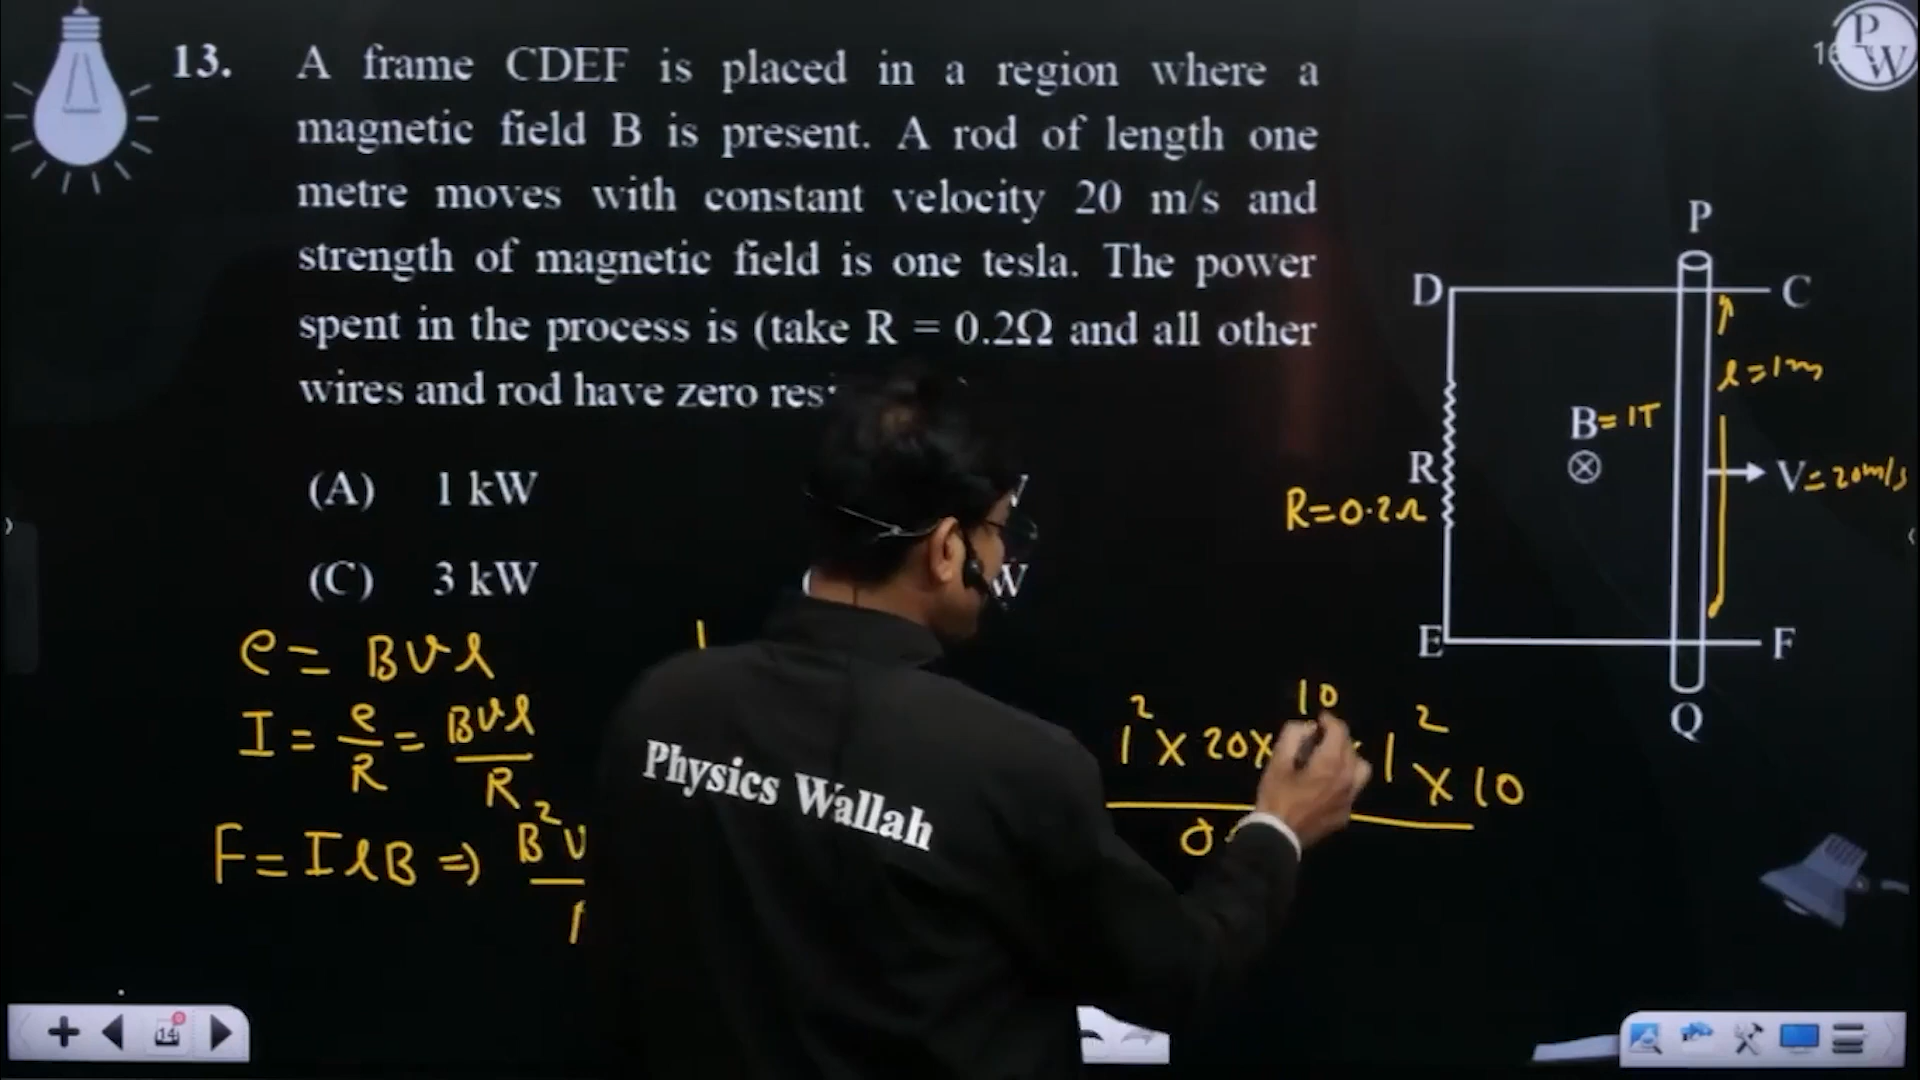 13. A frame CDEF is placed in a region where a
magnetic field B is present. A rod of length one
metre moves with constant velocity 20 m/s and
strength of magnetic field is one tesla. The power
spent in the process is (take R = 0.2Ω and all other
wires and rod have zero
(A) 1 kW
(C) 3 kW
P
D
C
l = 1m
B = 1T
⊗
R
V = 20m/s
R = 0.2Ω
E
F
Q
e = Bvl
I = e/R = Bvl/R
F = IlB ⇒ B²v
10
1² × 20 × 1² × 10
Physics Wallah
PW
14